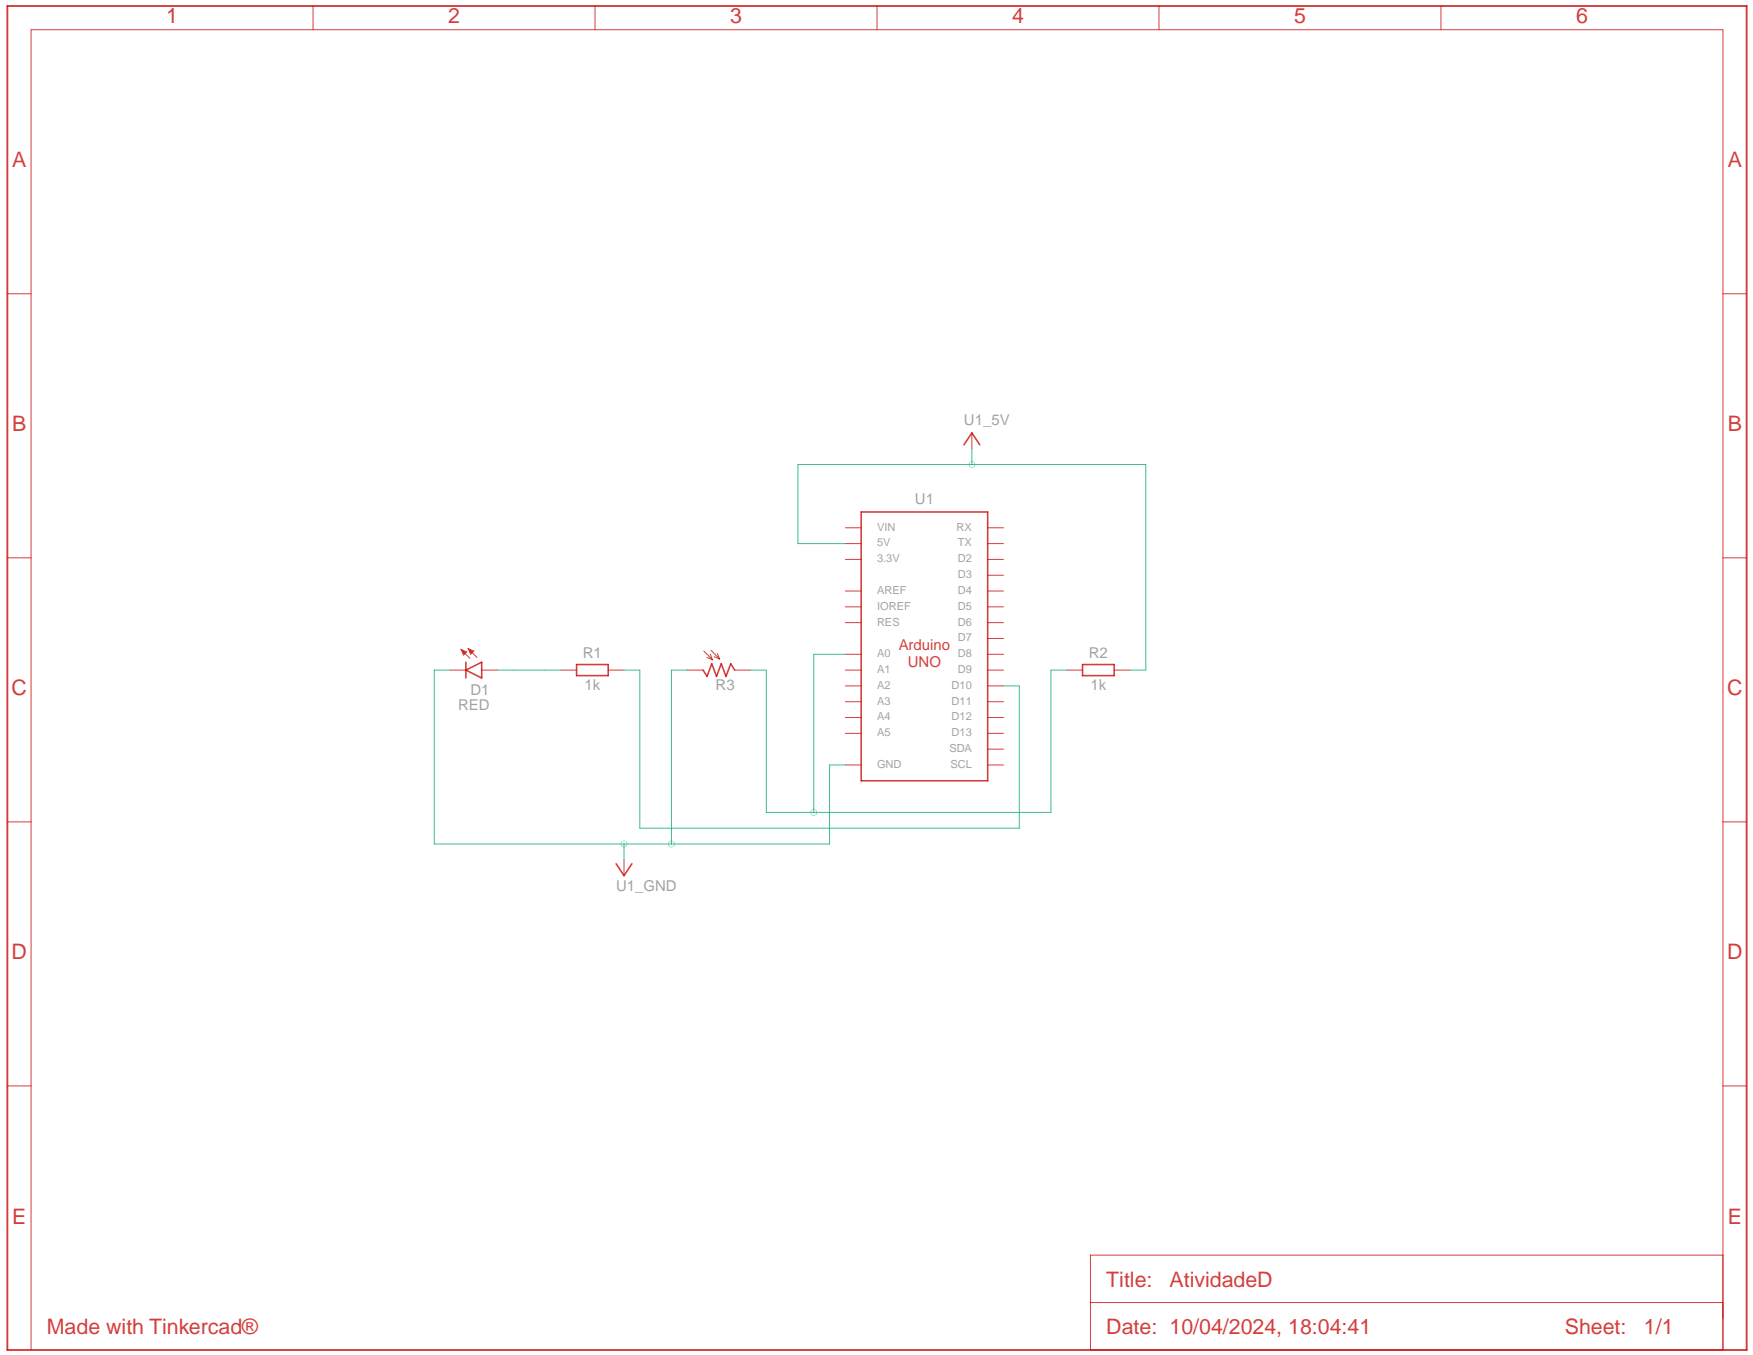 1 2 3 4 5 6
A A
B B
C C
D D
E E
U1_5V
U1
VIN RX
5V TX
3.3V D2
D3
AREF D4
IOREF D5
RES D6
D7
Arduino
UNO
A0 D8
A1 D9
A2 D10
A3 D11
A4 D12
A5 D13
SDA
GND SCL
R1
1k
D1
RED
R3
R2
1k
U1_GND
Title: AtividadeD
Date: 10/04/2024, 18:04:41 Sheet: 1/1
Made with Tinkercad®